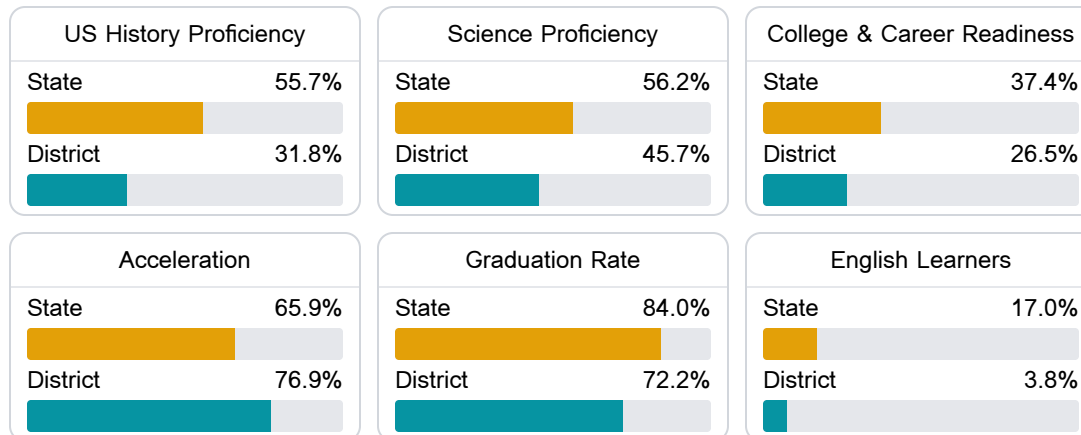 US History Proficiency
State 55.7%
District 31.8%
Science Proficiency
State 56.2%
District 45.7%
College & Career Readiness
State 37.4%
District 26.5%
Acceleration
State 65.9%
District 76.9%
Graduation Rate
State 84.0%
District 72.2%
English Learners
State 17.0%
District 3.8%